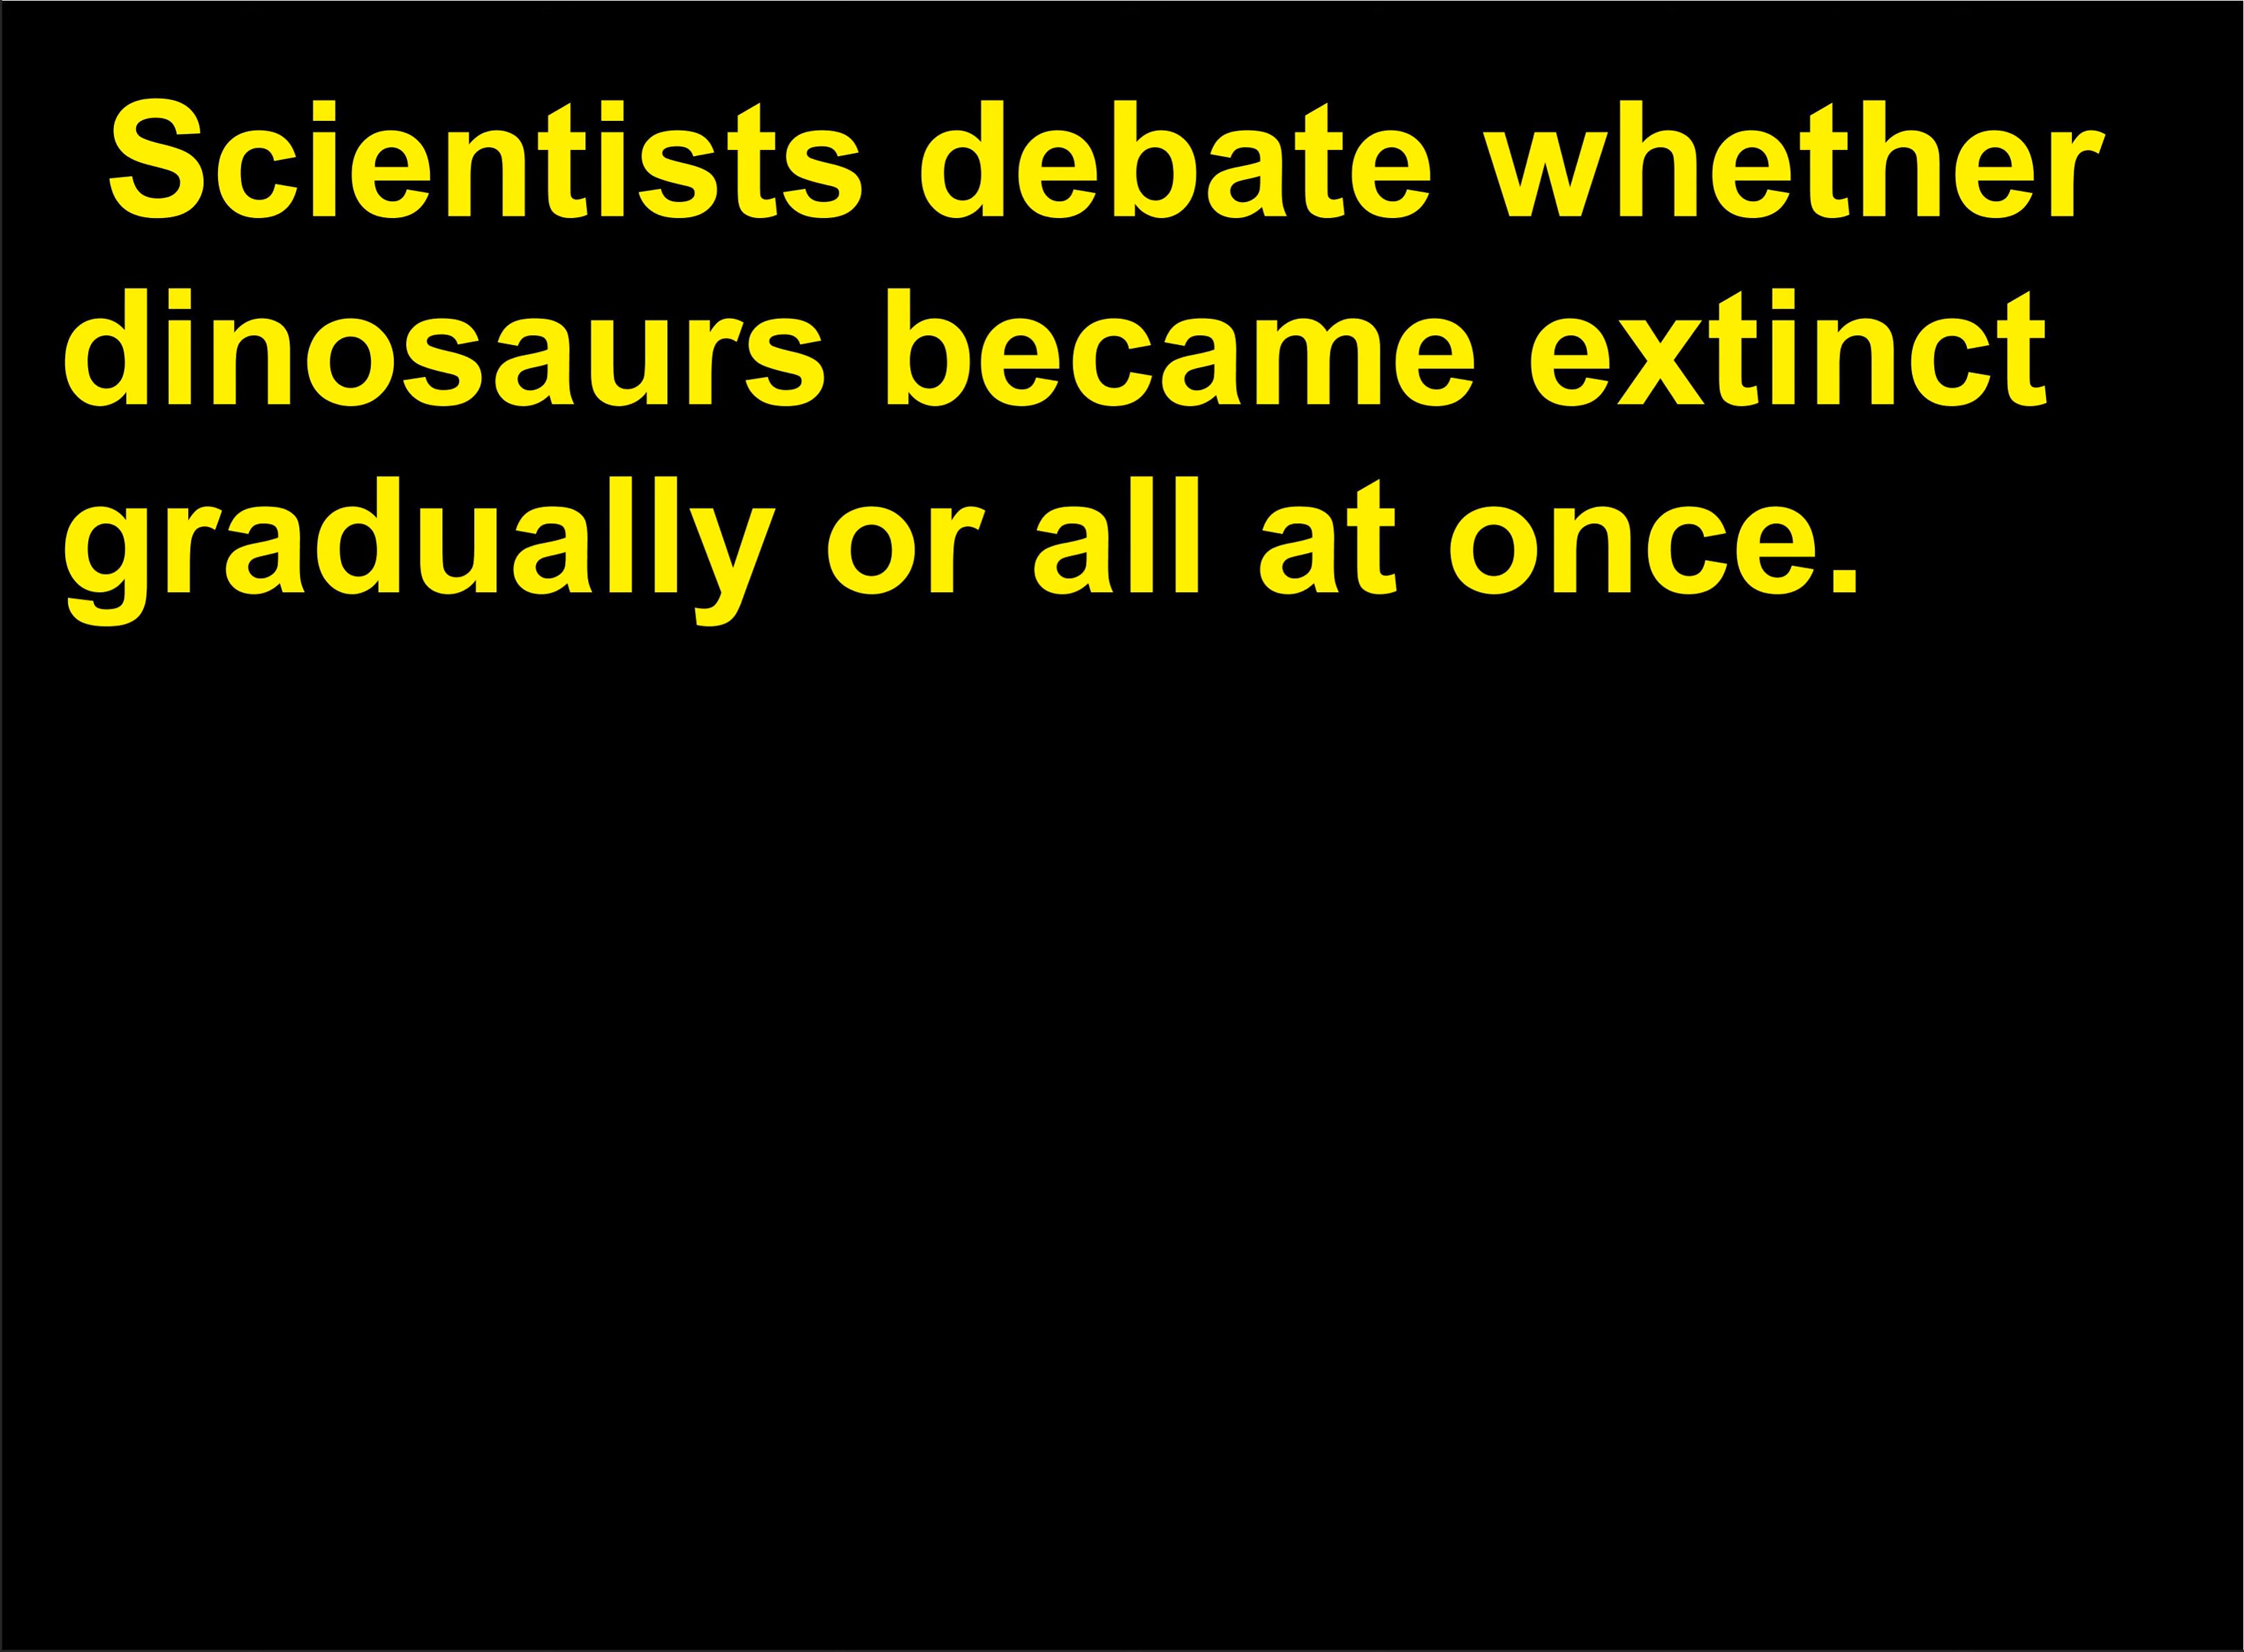 Scientists debate whether
dinosaurs became extinct
gradually or all at once.